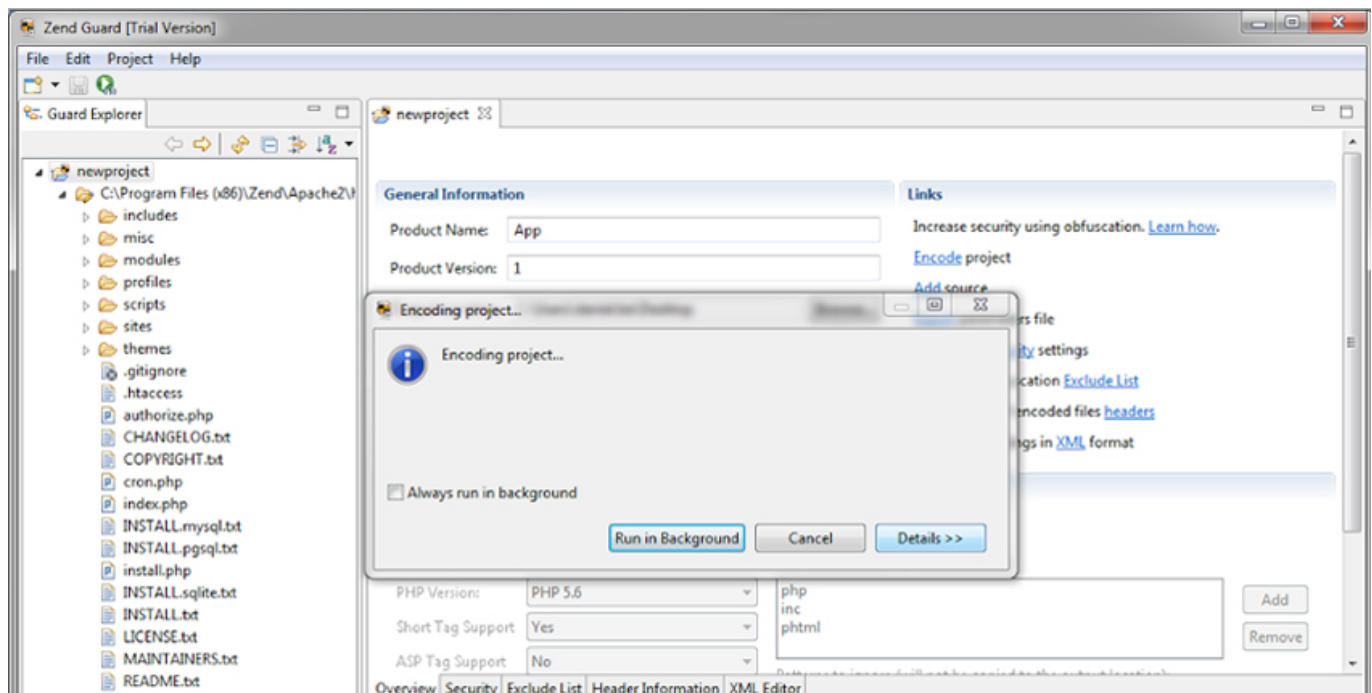 Zend Guard [Trial Version]
File Edit Project Help
Guard Explorer
newproject
newproject
C:\Program Files (x86)\Zend\Apache2\
includes
misc
modules
profiles
scripts
sites
themes
.gitignore
.htaccess
authorize.php
CHANGELOG.txt
COPYRIGHT.txt
cron.php
index.php
INSTALL.mysql.txt
INSTALL.pgsql.txt
install.php
INSTALL.sqlite.txt
INSTALL.txt
LICENSE.txt
MAINTAINERS.txt
README.txt
General Information
Product Name: App
Product Version: 1
Links
Increase security using obfuscation. Learn how.
Encode project
Add source
file
settings
Exclude List
encoded files headers
in XML format
Encoding project...
Encoding project...
Always run in background
Run in Background Cancel Details >>
PHP Version: PHP 5.6
Short Tag Support Yes
ASP Tag Support No
php
inc
phtml
Add
Remove
Overview Security Exclude List Header Information XML Editor